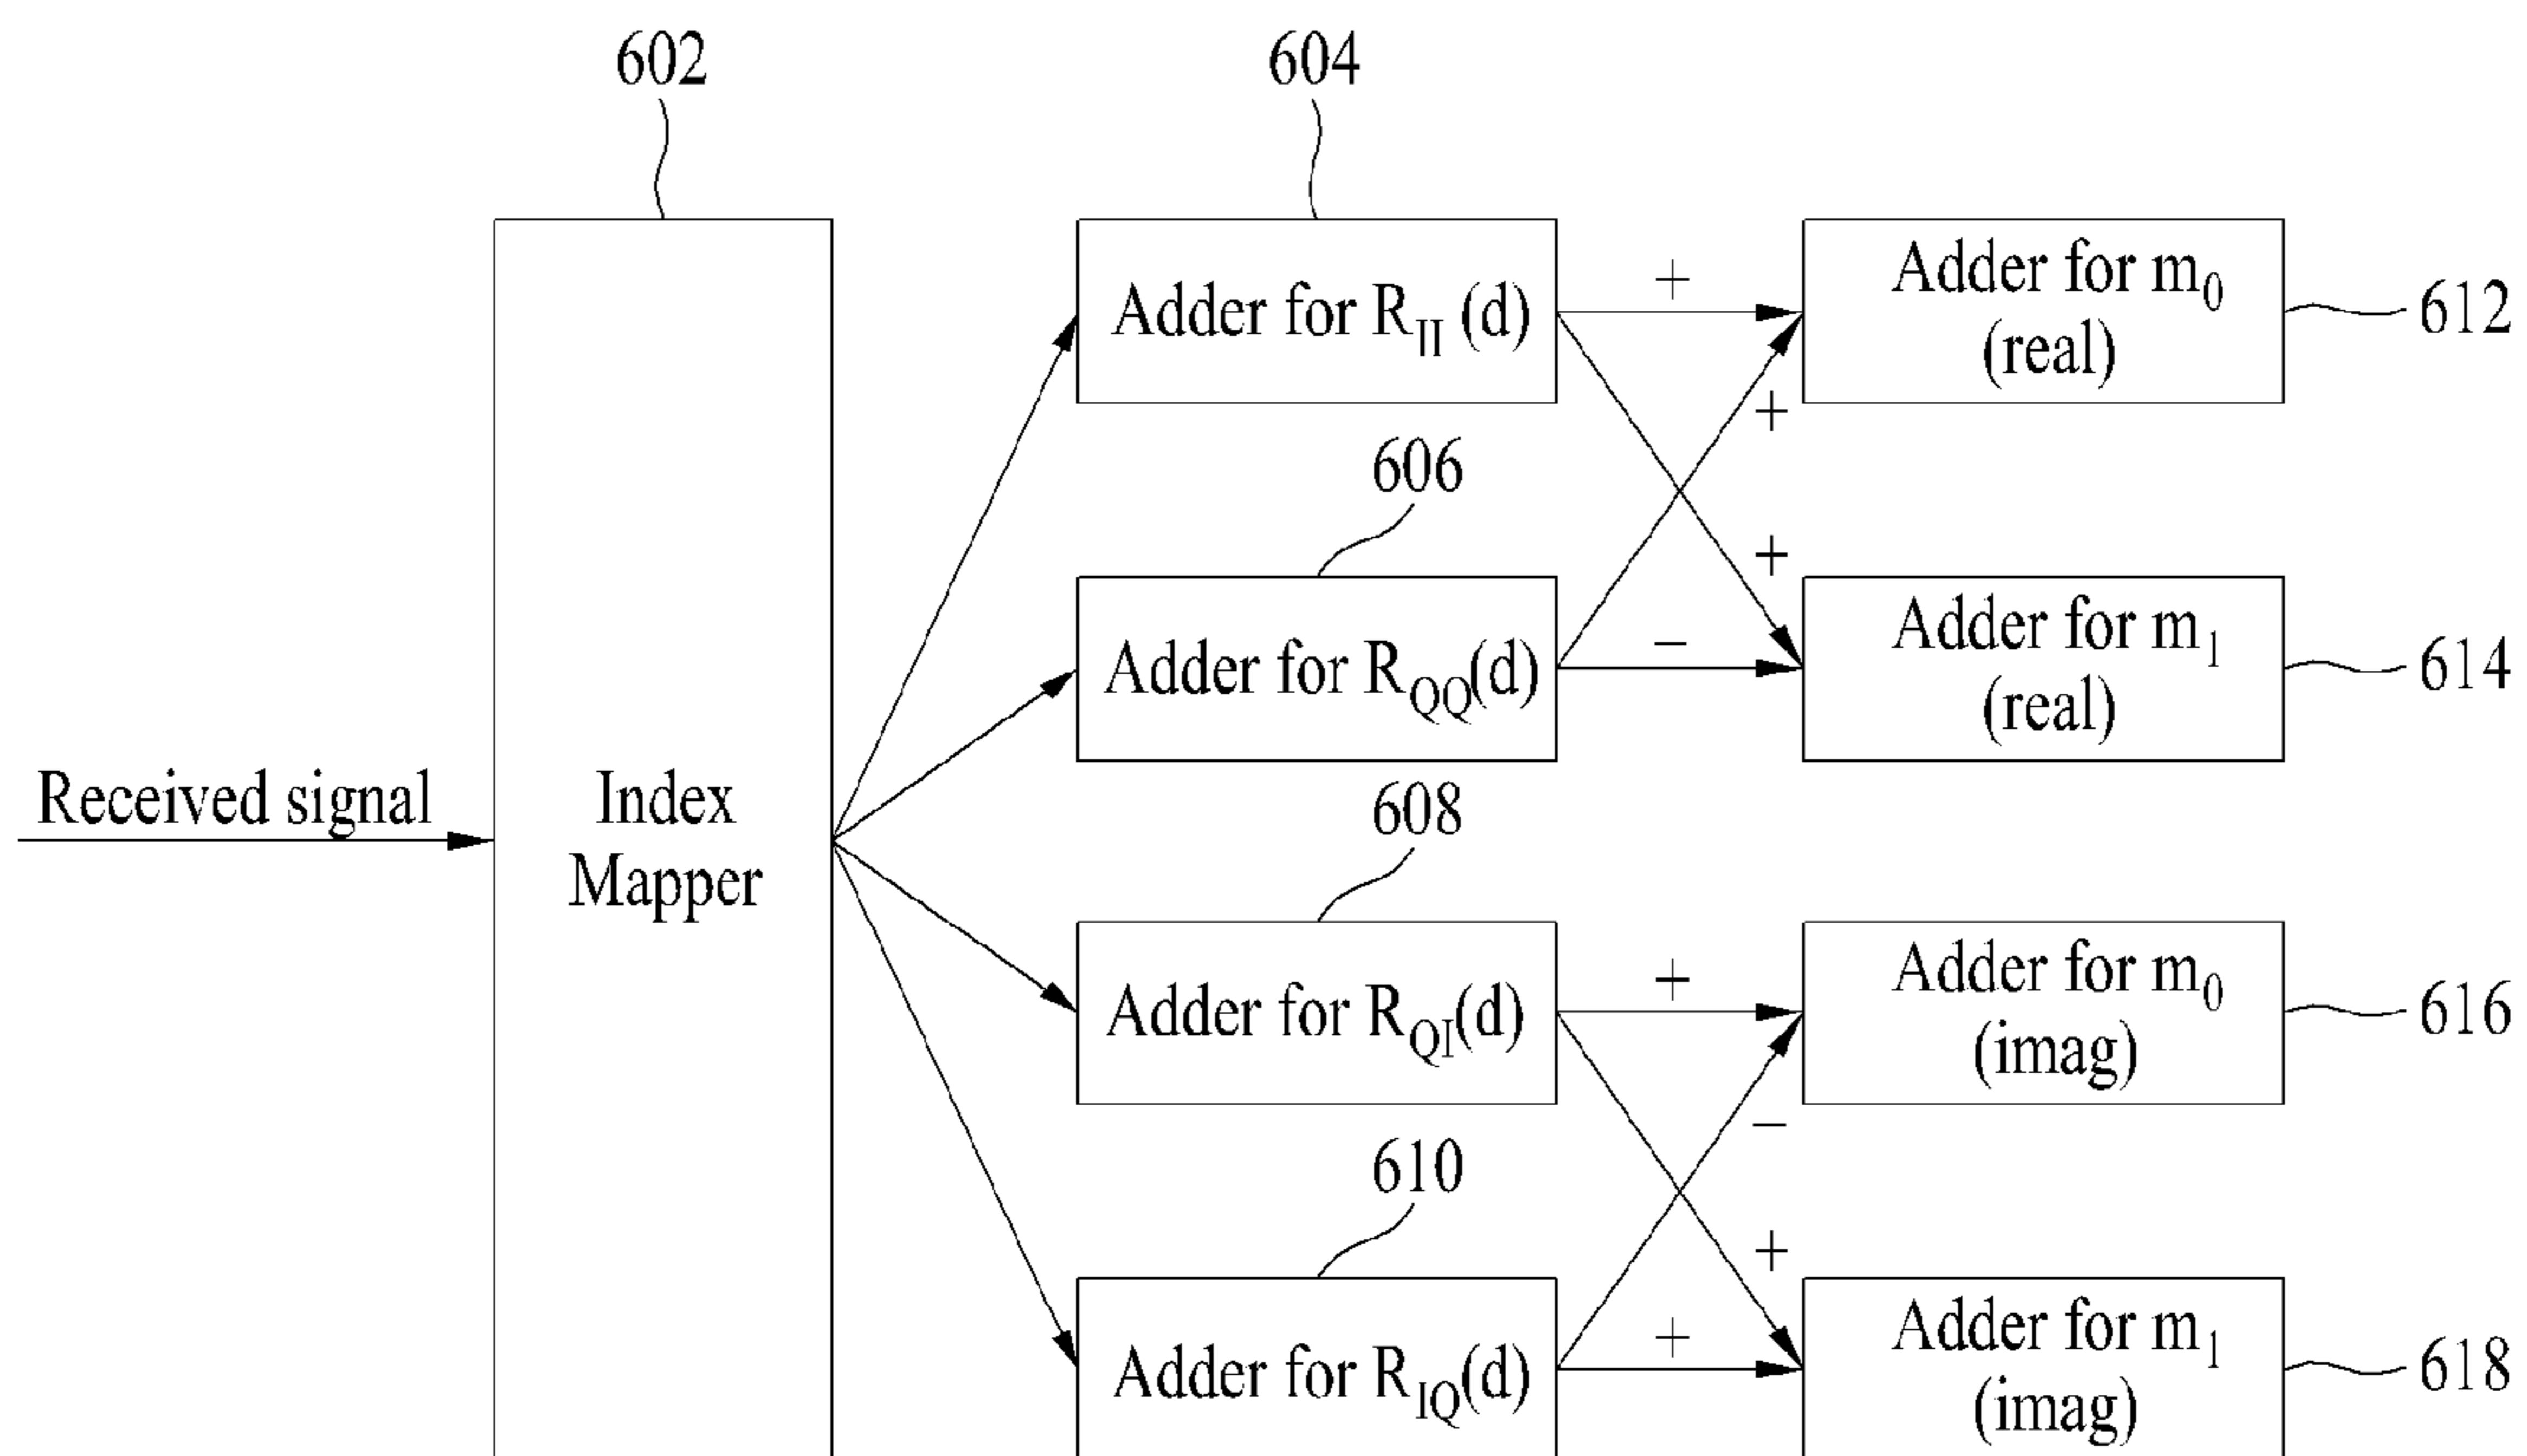 602
604
Adder for R_II (d)
+
Adder for m_0
(real)
612
+
606
+
Adder for R_QQ(d)
−
Adder for m_1
(real)
614
Received signal
Index
Mapper
608
Adder for R_QI(d)
+
Adder for m_0
(imag)
616
−
610
+
Adder for R_IQ(d)
+
Adder for m_1
(imag)
618